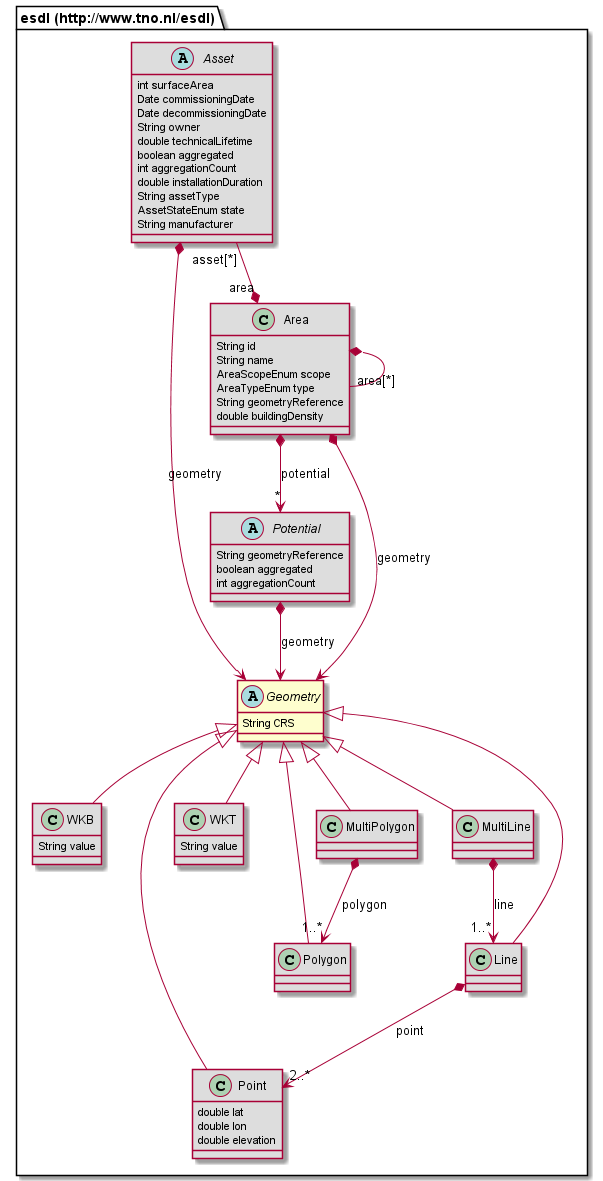 esdl (http://www.tno.nl/esdl)
A Asset
int surfaceArea
Date commissioningDate
Date decommissioningDate
String owner
double technicalLifetime
boolean aggregated
int aggregationCount
double installationDuration
String assetType
AssetStateEnum state
String manufacturer
asset[*]
area
C Area
String id
String name
AreaScopeEnum scope
AreaTypeEnum type
String geometryReference
double buildingDensity
area[*]
geometry
potential
*
geometry
A Potential
String geometryReference
boolean aggregated
int aggregationCount
geometry
A Geometry
String CRS
C WKB
String value
C WKT
String value
C MultiPolygon
C MultiLine
polygon
1..*
line
1..*
C Polygon
C Line
point
2..*
C Point
double lat
double lon
double elevation